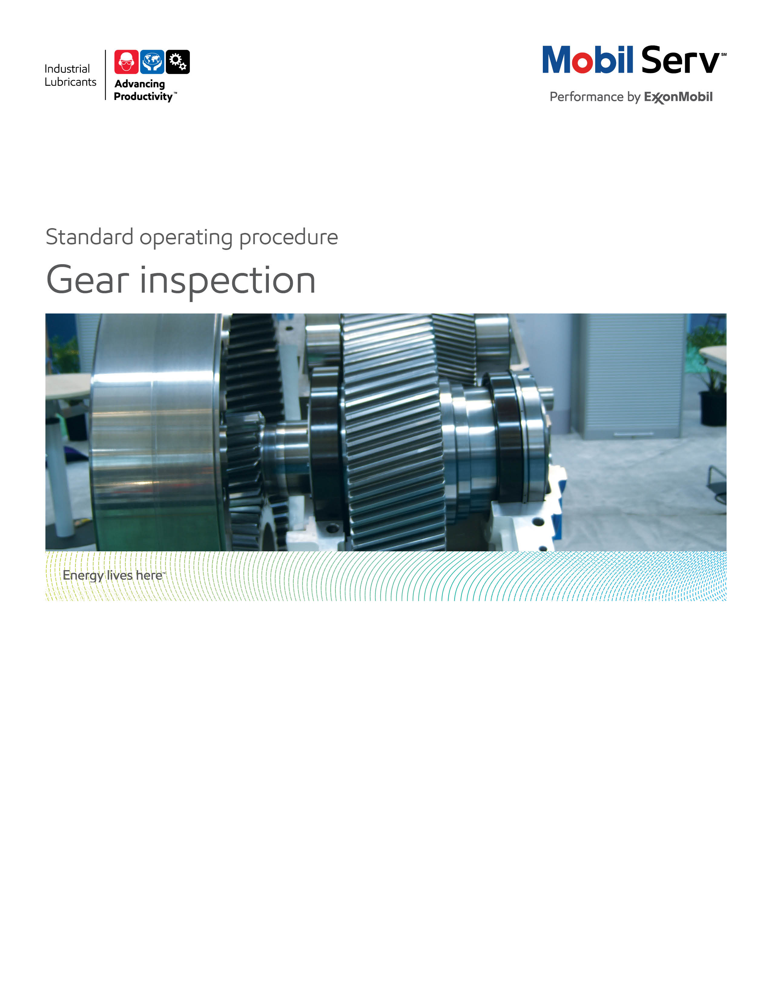 Industrial
Lubricants
Advancing
Productivity™
Mobil Serv℠
Performance by ExxonMobil
Standard operating procedure
Gear inspection
Energy lives here™